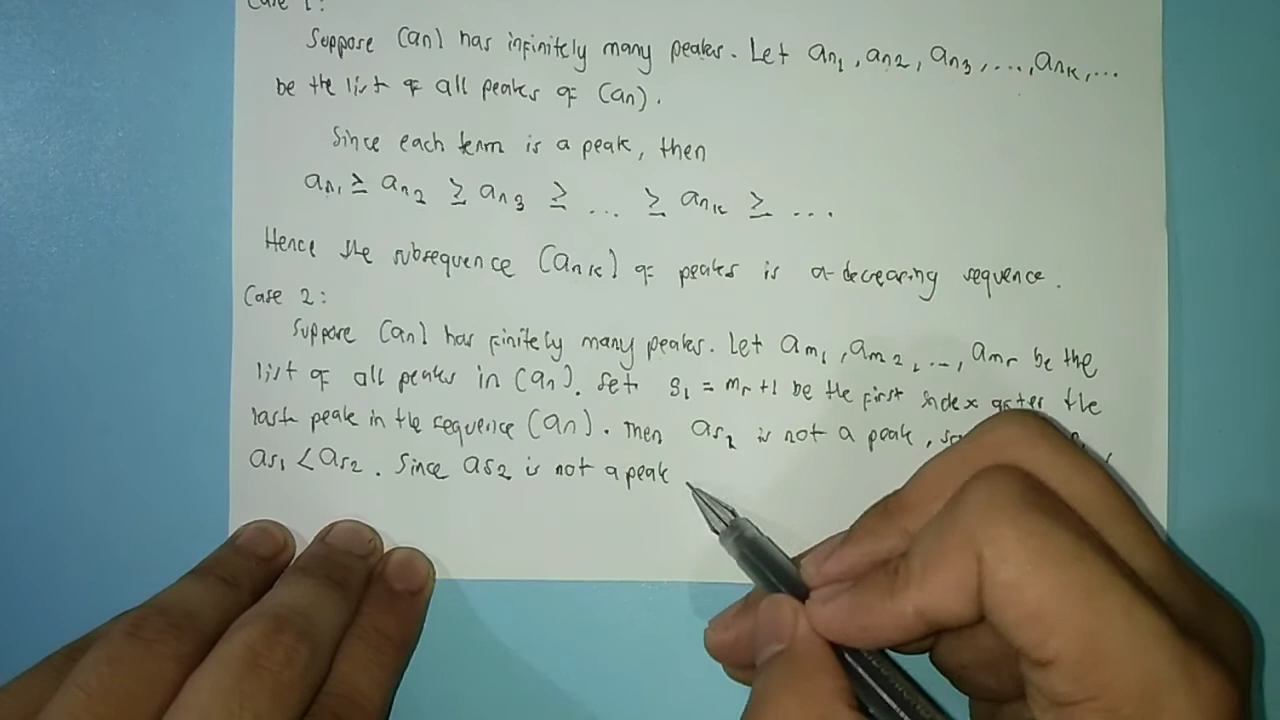 Case 1:
Suppose (an) has infinitely many peaks. Let an1, an2, an3, ..., ank, ...
be the list of all peaks of (an).
Since each term is a peak, then
an1 ≥ an2 ≥ an3 ≥ ... ≥ ank ≥ ...
Hence the subsequence (ank) of peaks is a decreasing sequence.
Case 2:
Suppose (an) has finitely many peaks. Let am1, am2, ..., amr be the
list of all peaks in (an). Set s1 = mr+1 be the first index after the
last peak in the sequence (an). Then as1 is not a peak,
as1 < as2. Since as2 is not a peak